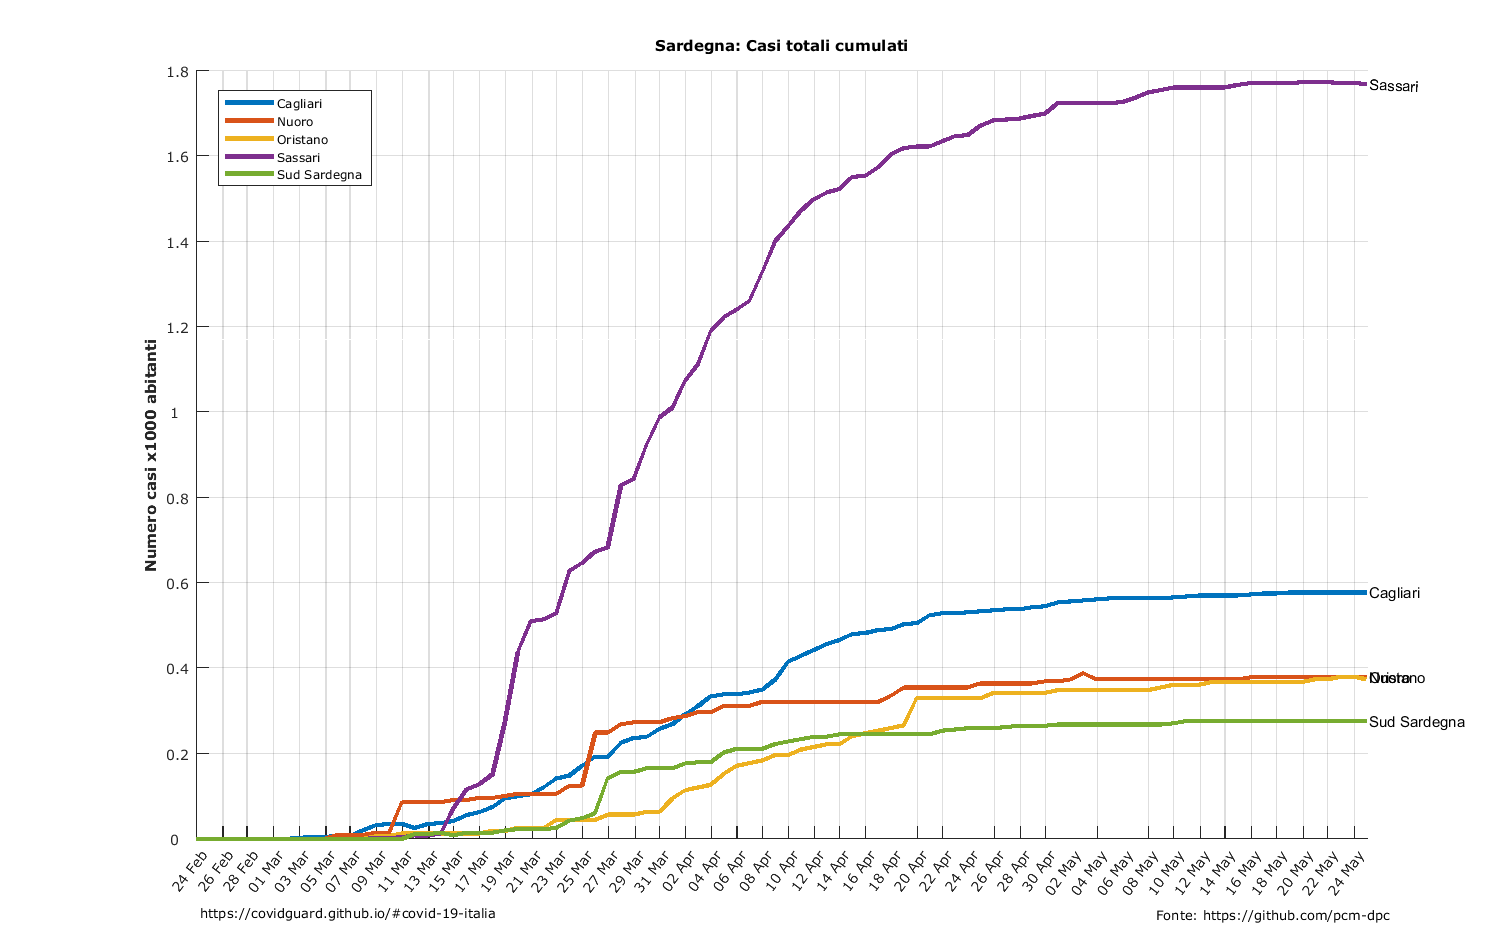 Sardegna: Casi totali cumulati
Numero casi x1000 abitanti
1.8
1.6
1.4
1.2
1
0.8
0.6
0.4
0.2
0
Cagliari
Nuoro
Oristano
Sassari
Sud Sardegna
Sassari
Cagliari
Nuoro
Oristano
Sud Sardegna
24 Feb
26 Feb
28 Feb
01 Mar
03 Mar
05 Mar
07 Mar
09 Mar
11 Mar
13 Mar
15 Mar
17 Mar
19 Mar
21 Mar
23 Mar
25 Mar
27 Mar
29 Mar
31 Mar
02 Apr
04 Apr
06 Apr
08 Apr
10 Apr
12 Apr
14 Apr
16 Apr
18 Apr
20 Apr
22 Apr
24 Apr
26 Apr
28 Apr
30 Apr
02 May
04 May
06 May
08 May
10 May
12 May
14 May
16 May
18 May
20 May
22 May
24 May
https://covidguard.github.io/#covid-19-italia
Fonte: https://github.com/pcm-dpc